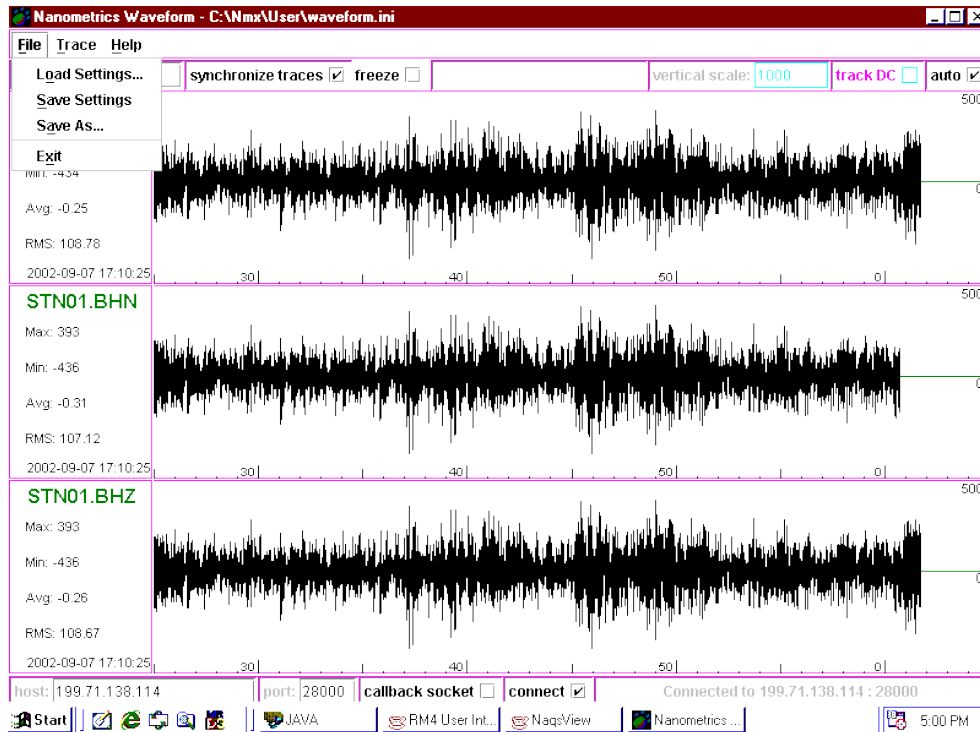 Nanometrics Waveform - C:\Nmx\User\waveform.ini
File Trace Help
Load Settings...
Save Settings
Save As...
Exit
synchronize traces freeze vertical scale: 1000 track DC auto
500
Min: -434
0
Avg: -0.25
RMS: 108.78
2002-09-07 17:10:25 30 40 50 0
STN01.BHN 500
Max: 393
Min: -436
0
Avg: -0.31
RMS: 107.12
2002-09-07 17:10:25 30 40 50 0
STN01.BHZ 500
Max: 393
Min: -436
0
Avg: -0.26
RMS: 108.67
2002-09-07 17:10:25 30 40 50 0
host: 199.71.138.114 port: 28000 callback socket connect Connected to 199.71.138.114 : 28000
Start JAVA RM4 User Int... NaqsView Nanometrics ... 5:00 PM